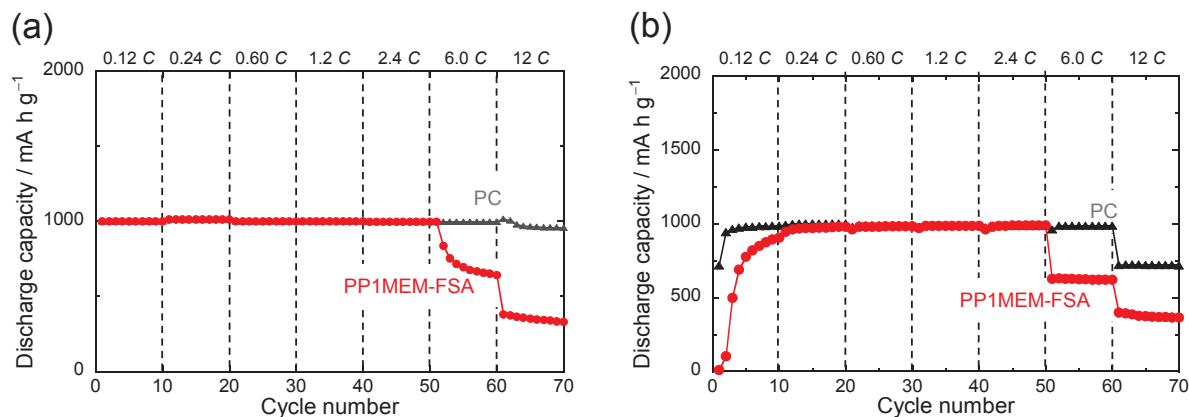 (a)
0.12 C 0.24 C 0.60 C 1.2 C 2.4 C 6.0 C 12 C
2000
1000
0
Discharge capacity / mA h g⁻¹
PC
PP1MEM-FSA
0 10 20 30 40 50 60 70
Cycle number
(b)
0.12 C 0.24 C 0.60 C 1.2 C 2.4 C 6.0 C 12 C
2000
1500
1000
500
0
Discharge capacity / mA h g⁻¹
PC
PP1MEM-FSA
0 10 20 30 40 50 60 70
Cycle number